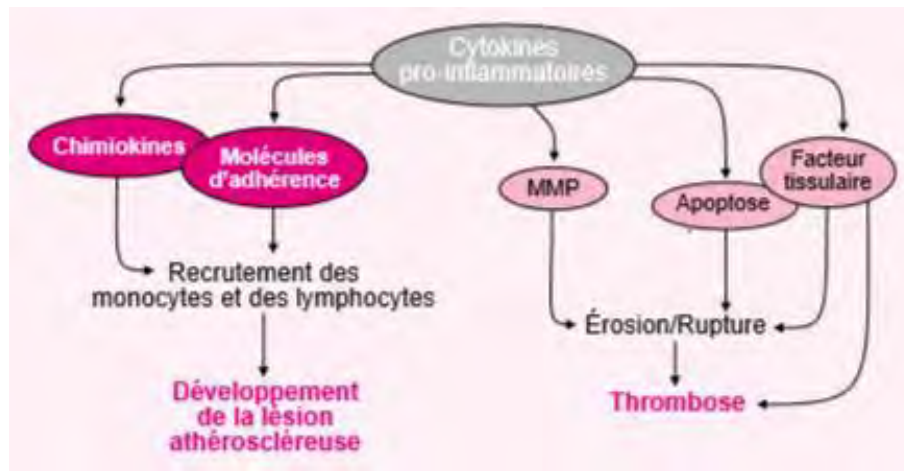 Cytokines
pro-inflammatoires
Chimiokines
Molécules
d'adhérence
MMP
Apoptose
Facteur
tissulaire
Recrutement des
monocytes et des lymphocytes
Érosion/Rupture
Développement
de la lésion
athéroscléreuse
Thrombose